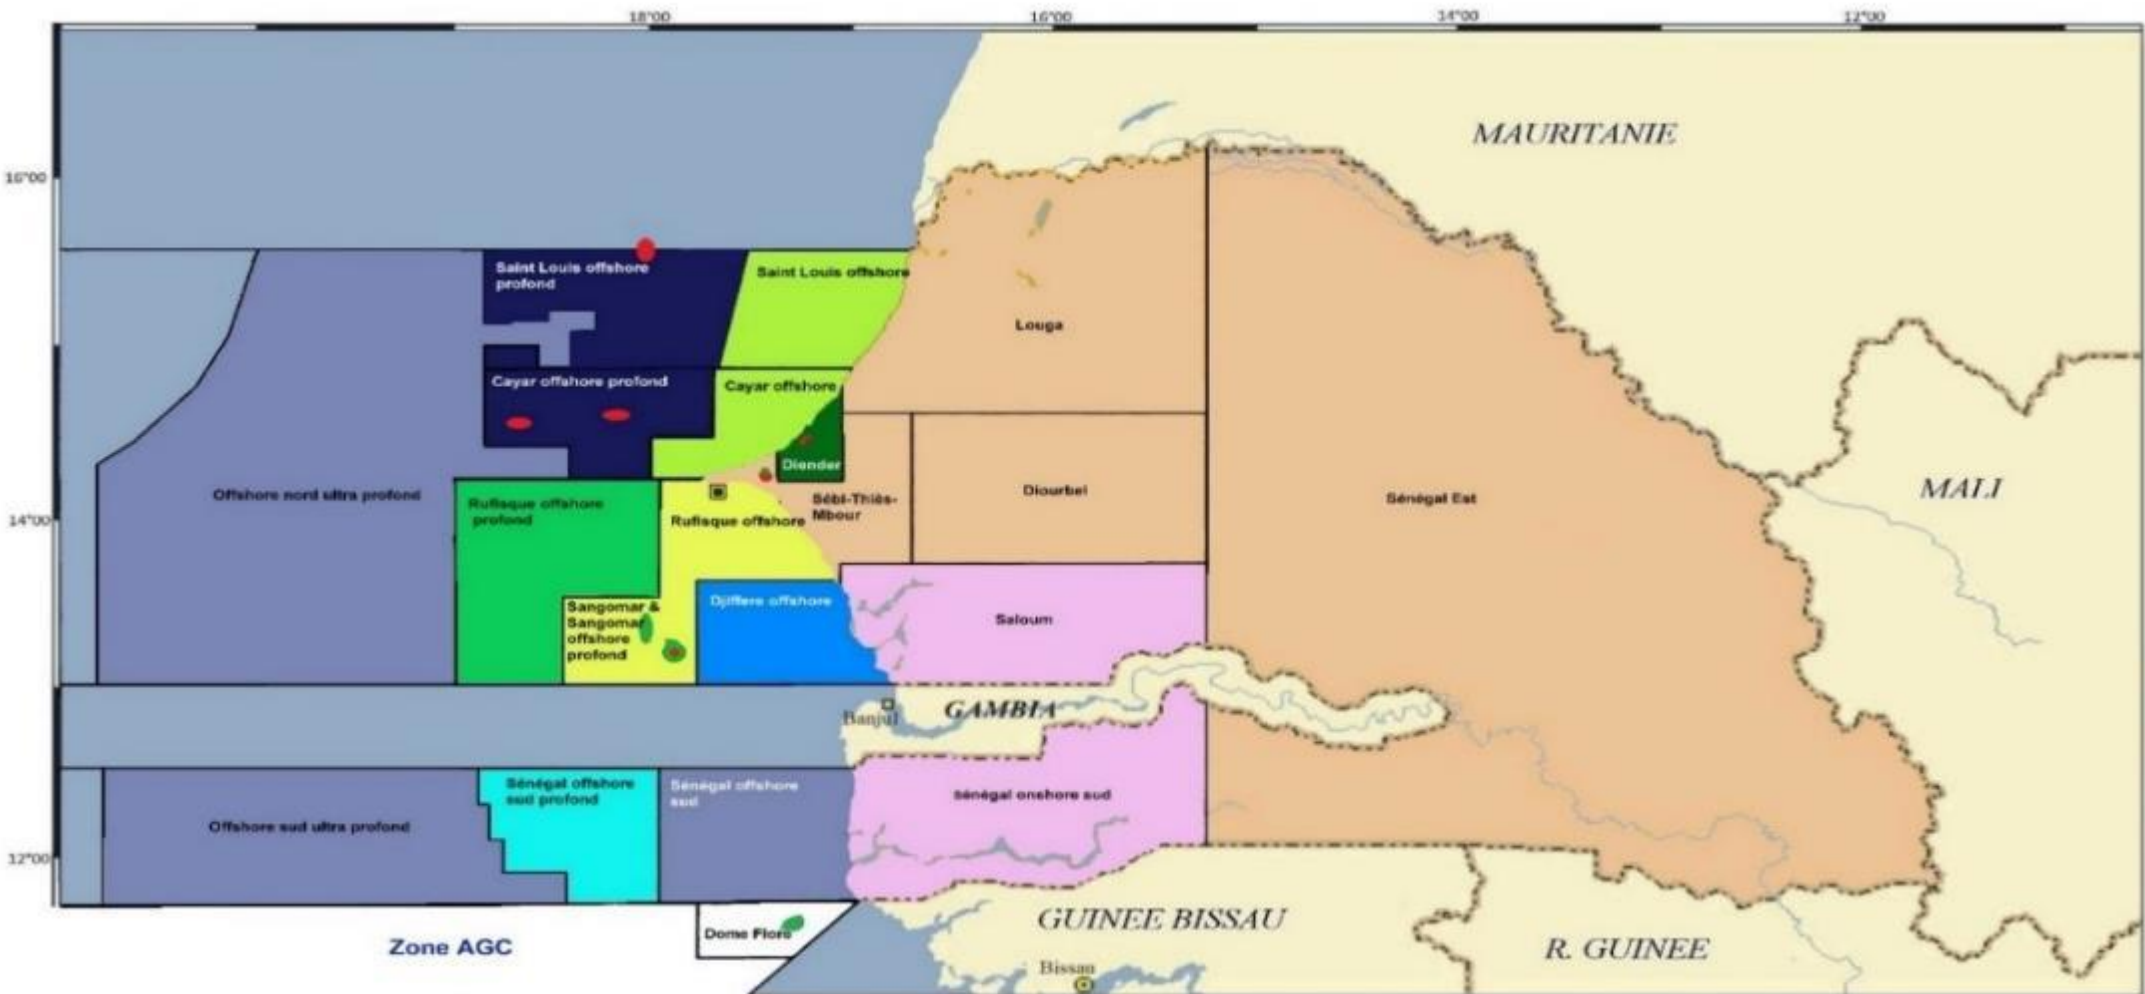 18°00
16°00
14°00
12°00
16°00
14°00
12°00
MAURITANIE
Saint Louis offshore
profond
Saint Louis offshore
Louga
Cayar offshore profond
Cayar offshore
Diender
Offshore nord ultra profond
Rufisque offshore
profond
Rufisque offshore
Sébi-Thiès-
Mbour
Diourbel
Sénégal Est
MALI
Sangomar &
Sangomar
offshore
profond
Djiffere offshore
Saloum
Banjul
GAMBIA
Offshore sud ultra profond
Sénégal offshore
sud profond
Sénégal offshore
sud
Sénégal onshore sud
Zone AGC
Dome Flore
GUINEE BISSAU
Bissau
R. GUINEE